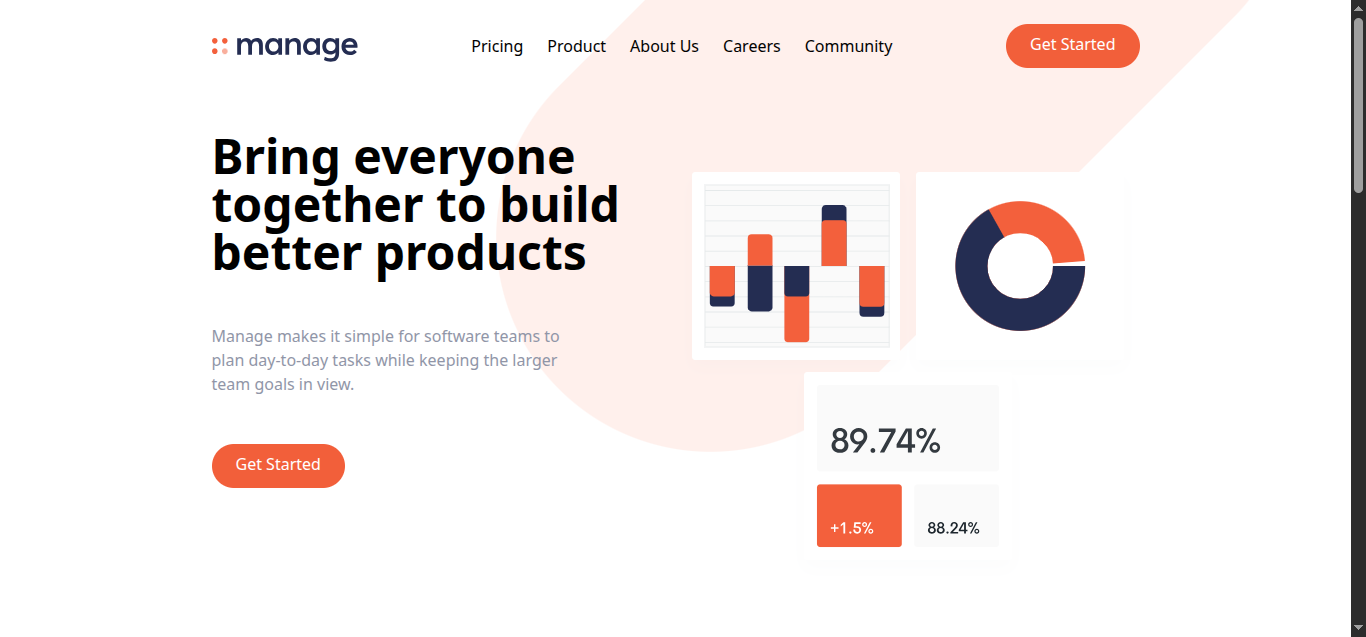 manage
Pricing
Product
About Us
Careers
Community
Get Started
Bring everyone
together to build
better products
Manage makes it simple for software teams to
plan day-to-day tasks while keeping the larger
team goals in view.
Get Started
89.74%
+1.5%
88.24%